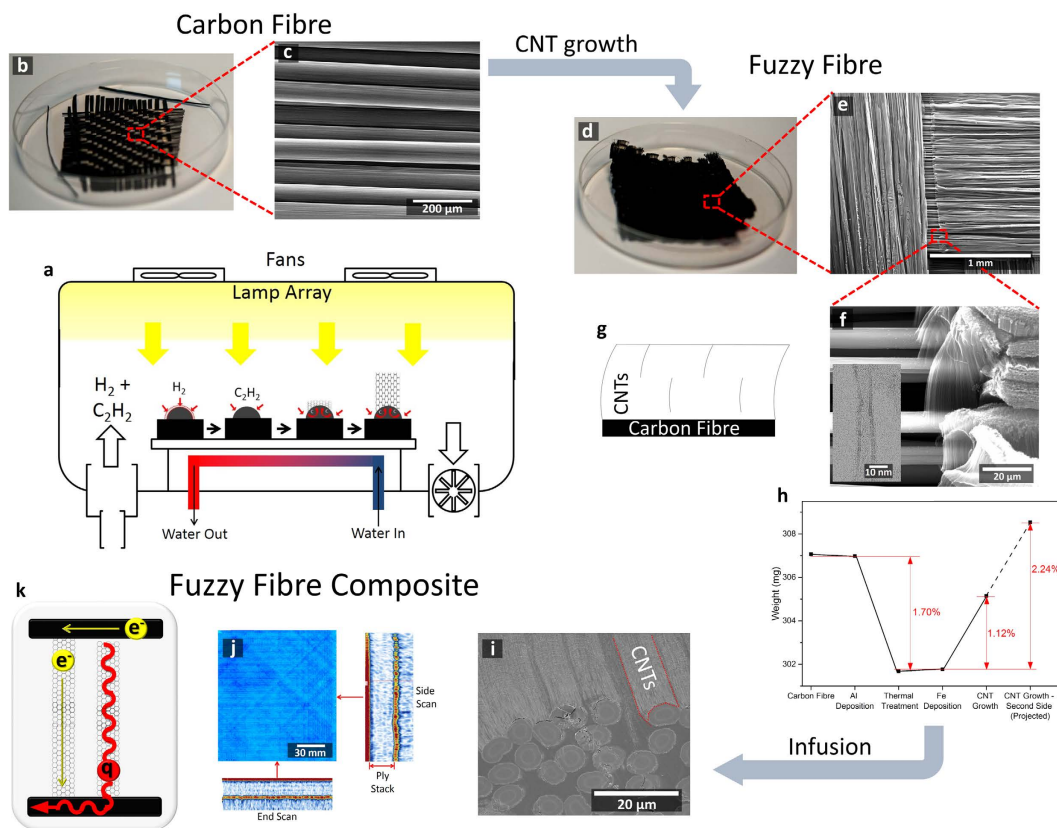 Carbon Fibre
b
c
200 µm
CNT growth
Fuzzy Fibre
d
e
1 mm
a
Fans
Lamp Array
H₂ +
C₂H₂
H₂
C₂H₂
Water Out
Water In
f
10 nm
20 µm
g
CNTs
Carbon Fibre
h
Weight (mg)
308
307
306
305
304
303
302
1.70%
1.12%
2.24%
Carbon Fibre
Al
Deposition
Thermal
Treatment
Fe
Deposition
CNT
Growth
CNT Growth -
Second Side
(Projected)
Infusion
Fuzzy Fibre Composite
k
e⁻
e⁻
q
j
30 mm
Side
Scan
Ply
Stack
End Scan
i
CNTs
20 µm